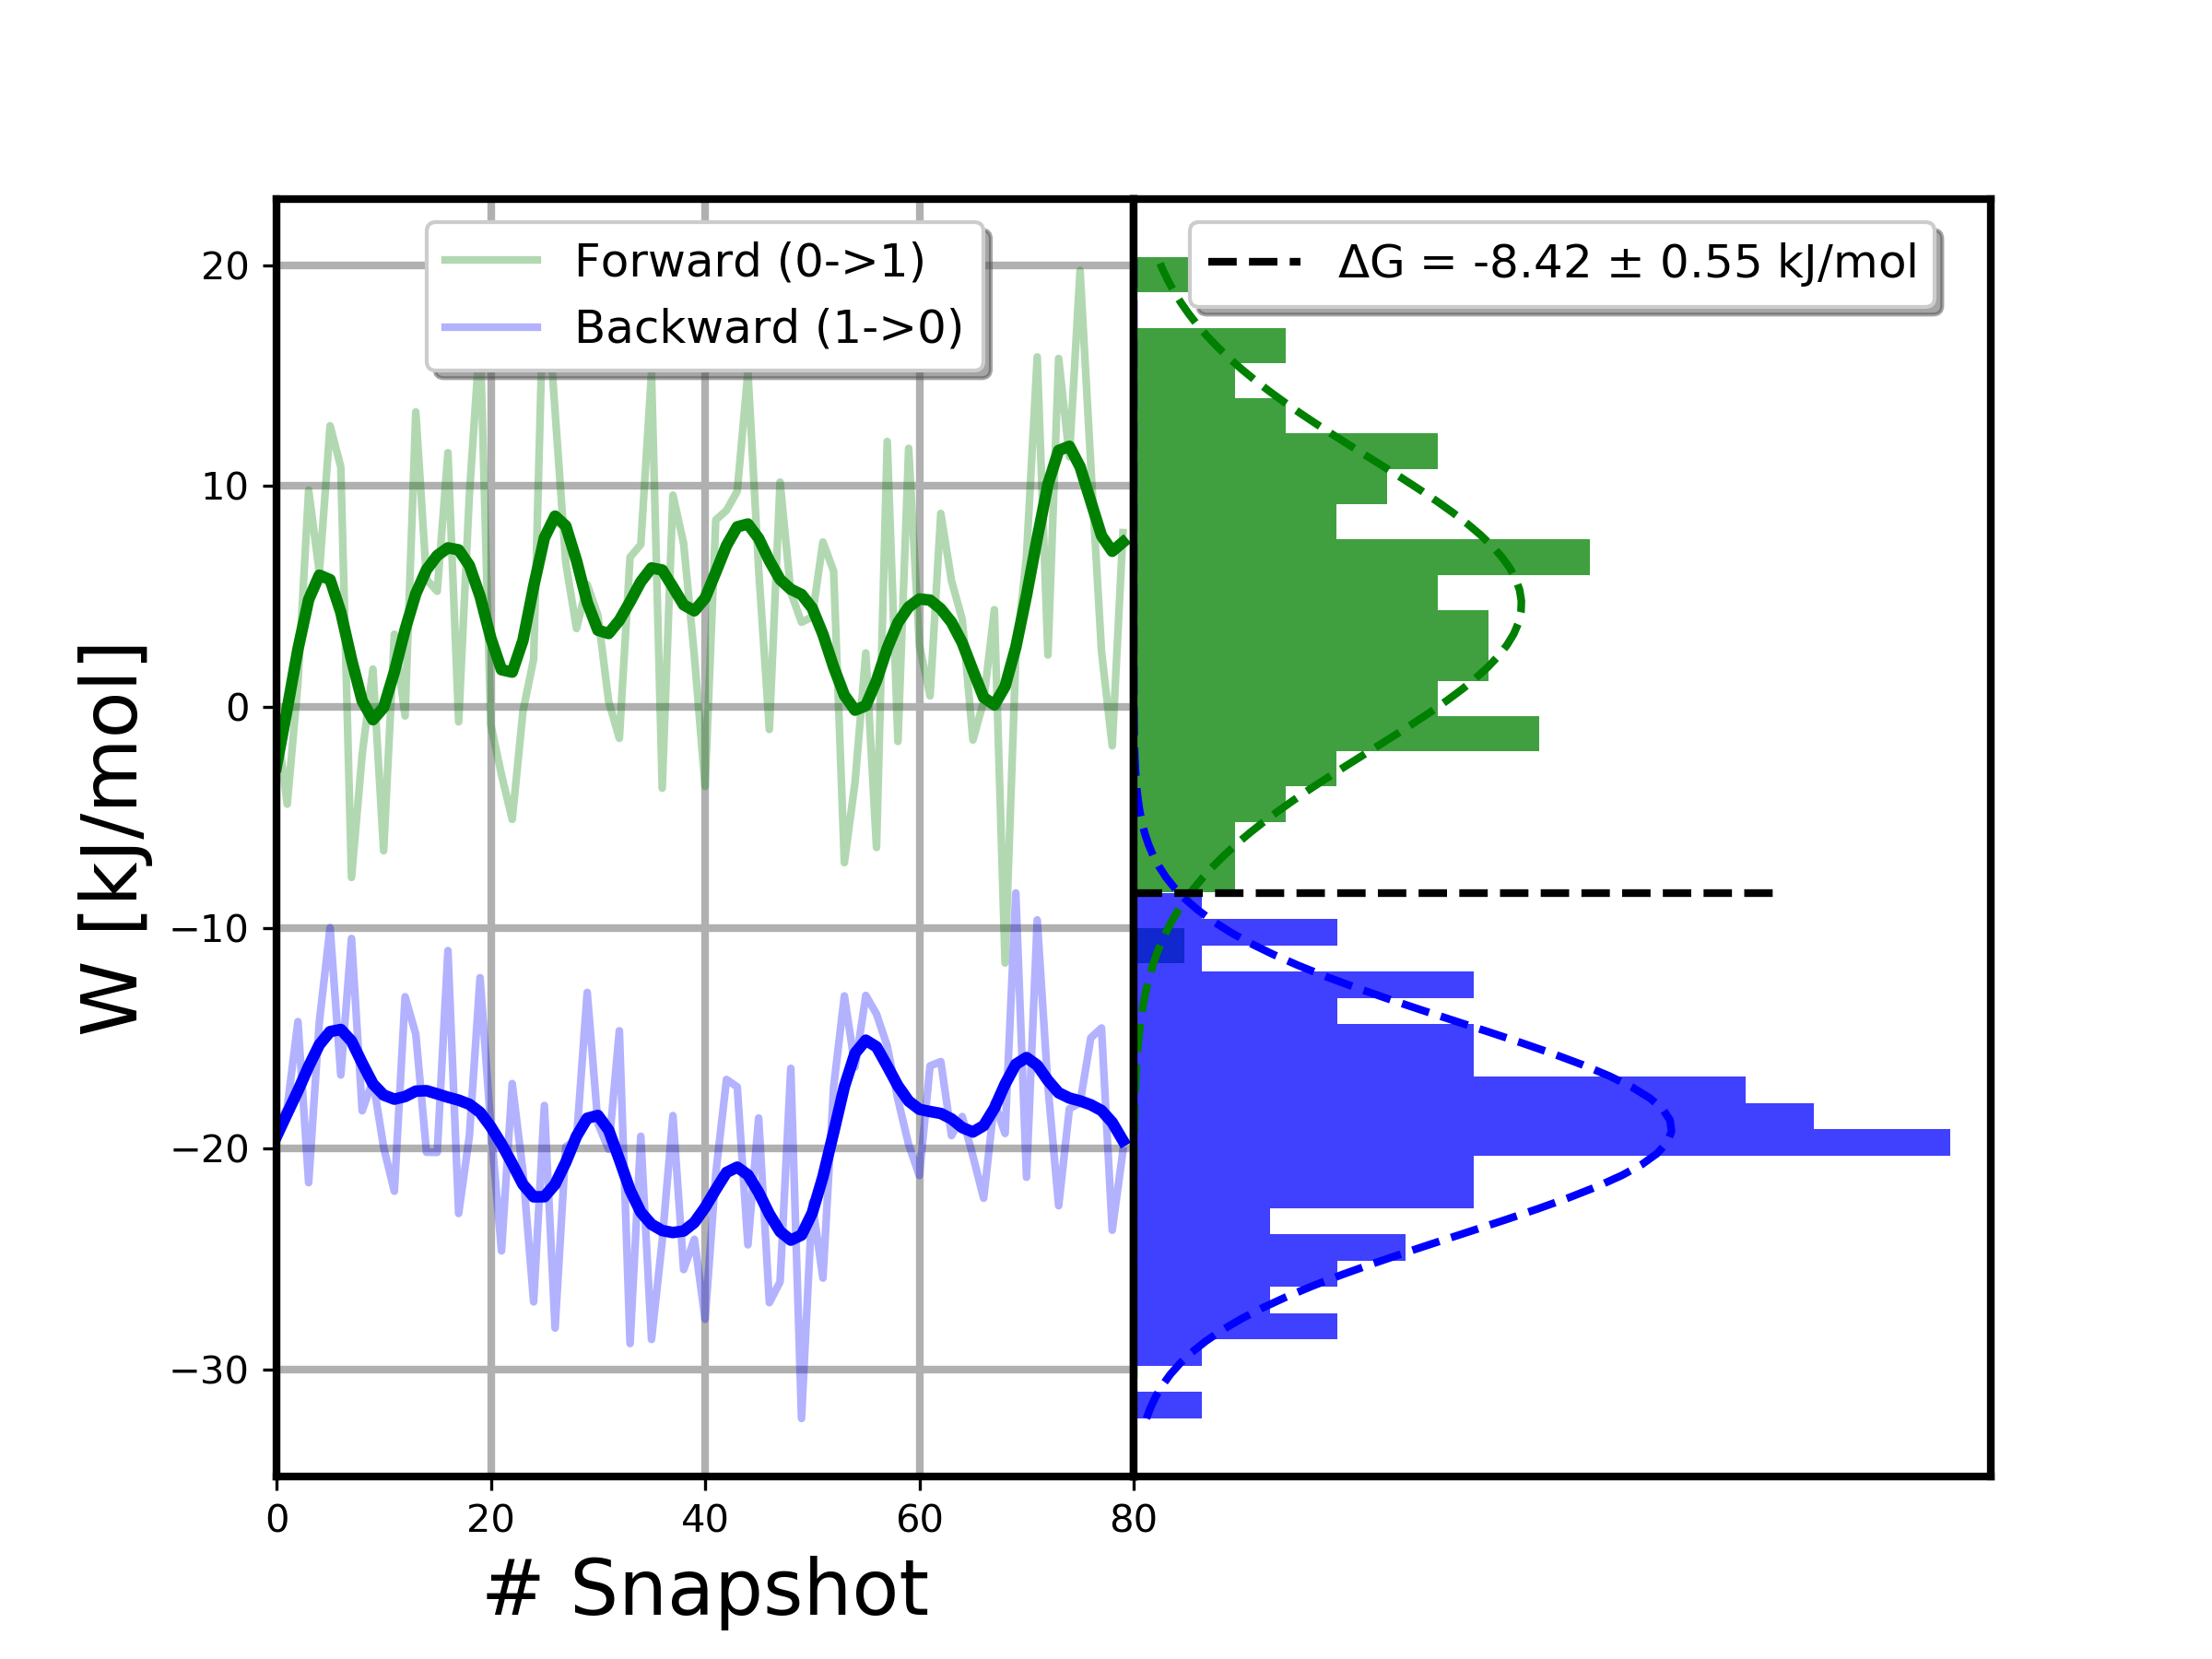 Forward (0->1)
Backward (1->0)
ΔG = -8.42 ± 0.55 kJ/mol
20
10
0
−10
−20
−30
W [kJ/mol]
0 20 40 60 80
# Snapshot